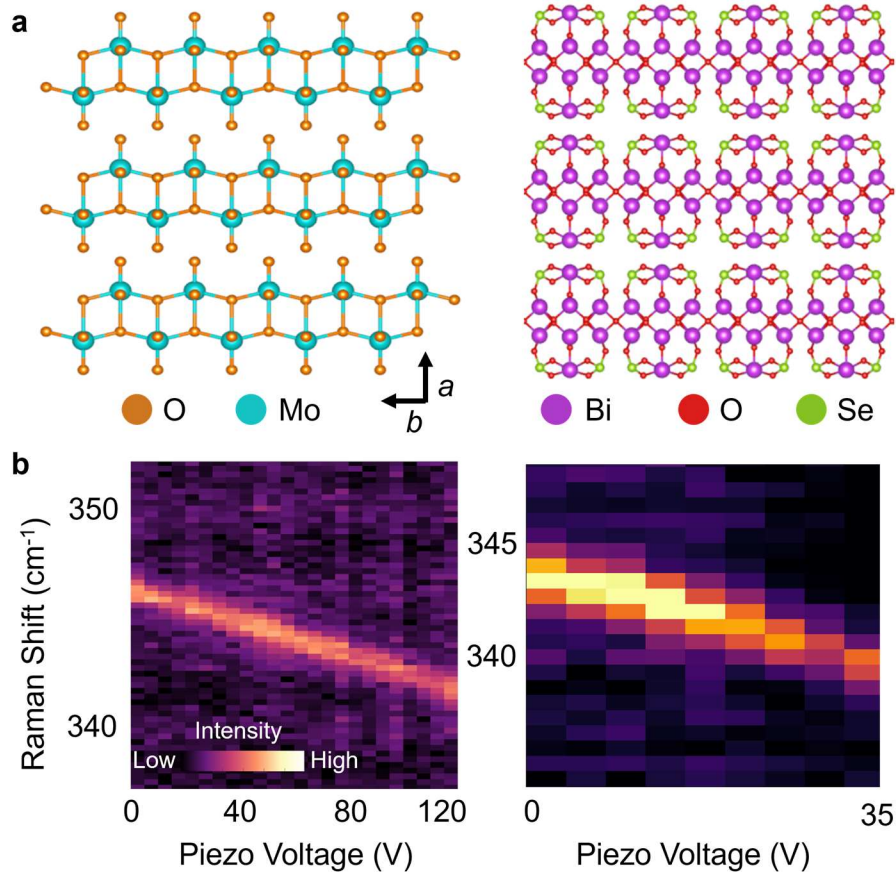 a
a
b
O Mo
Bi O Se
b
350
340
Raman Shift (cm-1)
Intensity
Low High
0 40 80 120
Piezo Voltage (V)
345
340
0 35
Piezo Voltage (V)